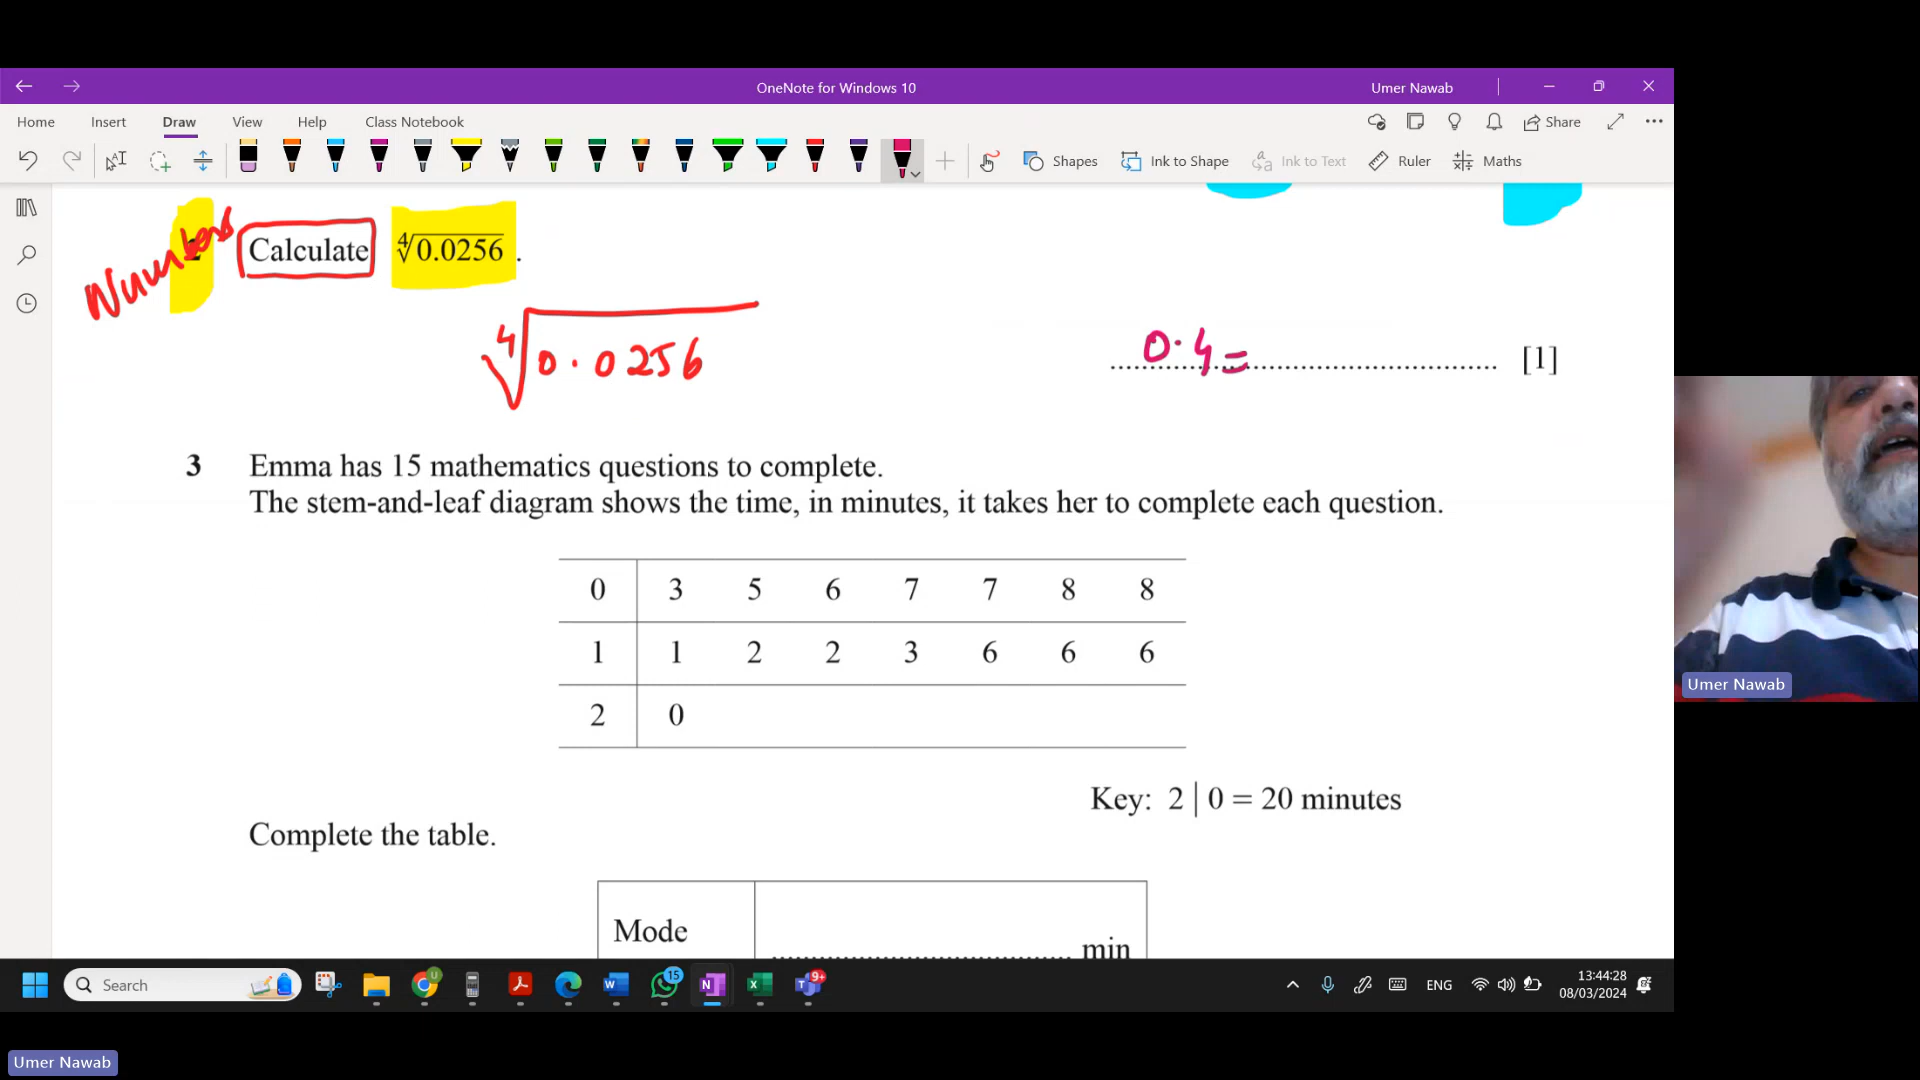 OneNote for Windows 10
Umer Nawab
Home Insert Draw View Help Class Notebook
Share
Shapes Ink to Shape Ink to Text Ruler Maths
Numbers
2 Calculate ⁴√0.0256 .
⁴√0.0256
0.4= [1]
3 Emma has 15 mathematics questions to complete.
The stem-and-leaf diagram shows the time, in minutes, it takes her to complete each question.
0 3 5 6 7 7 8 8
1 1 2 2 3 6 6 6
2 0
Key: 2 | 0 = 20 minutes
Complete the table.
Mode ........................................ min
Umer Nawab
Search
U
15
9+
ENG
13:44:28
08/03/2024
Umer Nawab